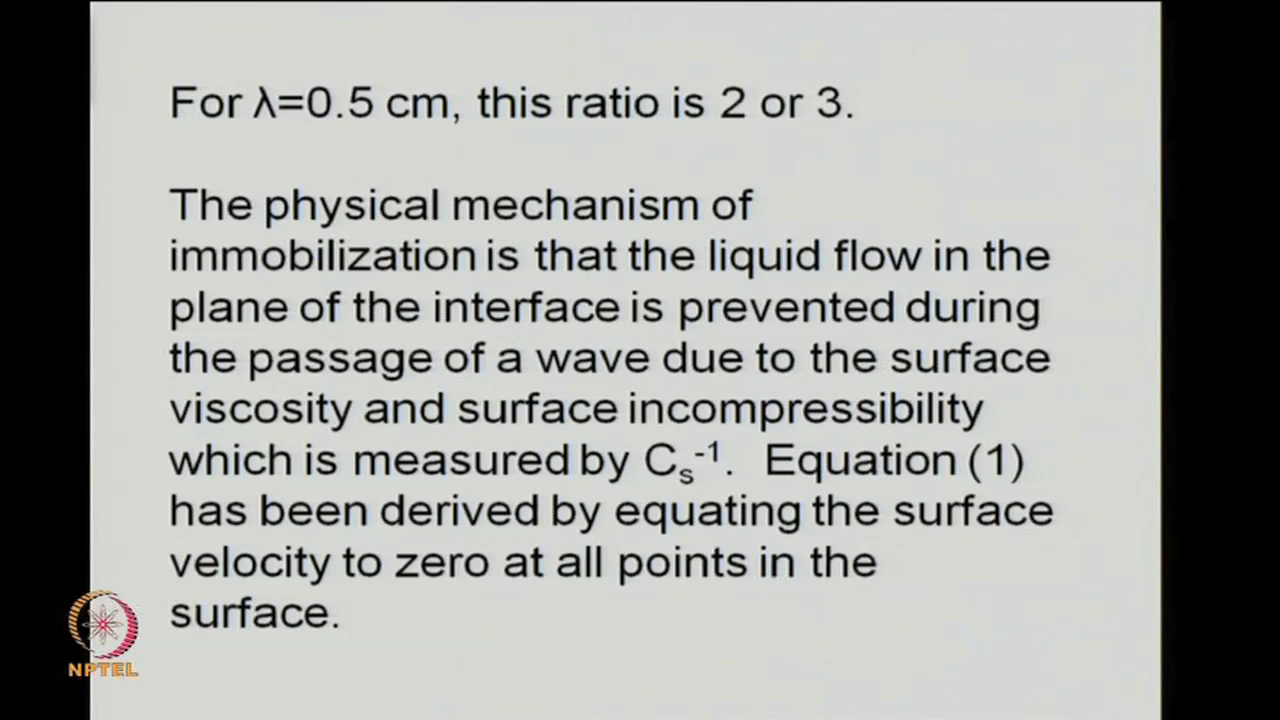 For λ=0.5 cm, this ratio is 2 or 3.
The physical mechanism of
immobilization is that the liquid flow in the
plane of the interface is prevented during
the passage of a wave due to the surface
viscosity and surface incompressibility
which is measured by Cₛ⁻¹. Equation (1)
has been derived by equating the surface
velocity to zero at all points in the
surface.
NPTEL